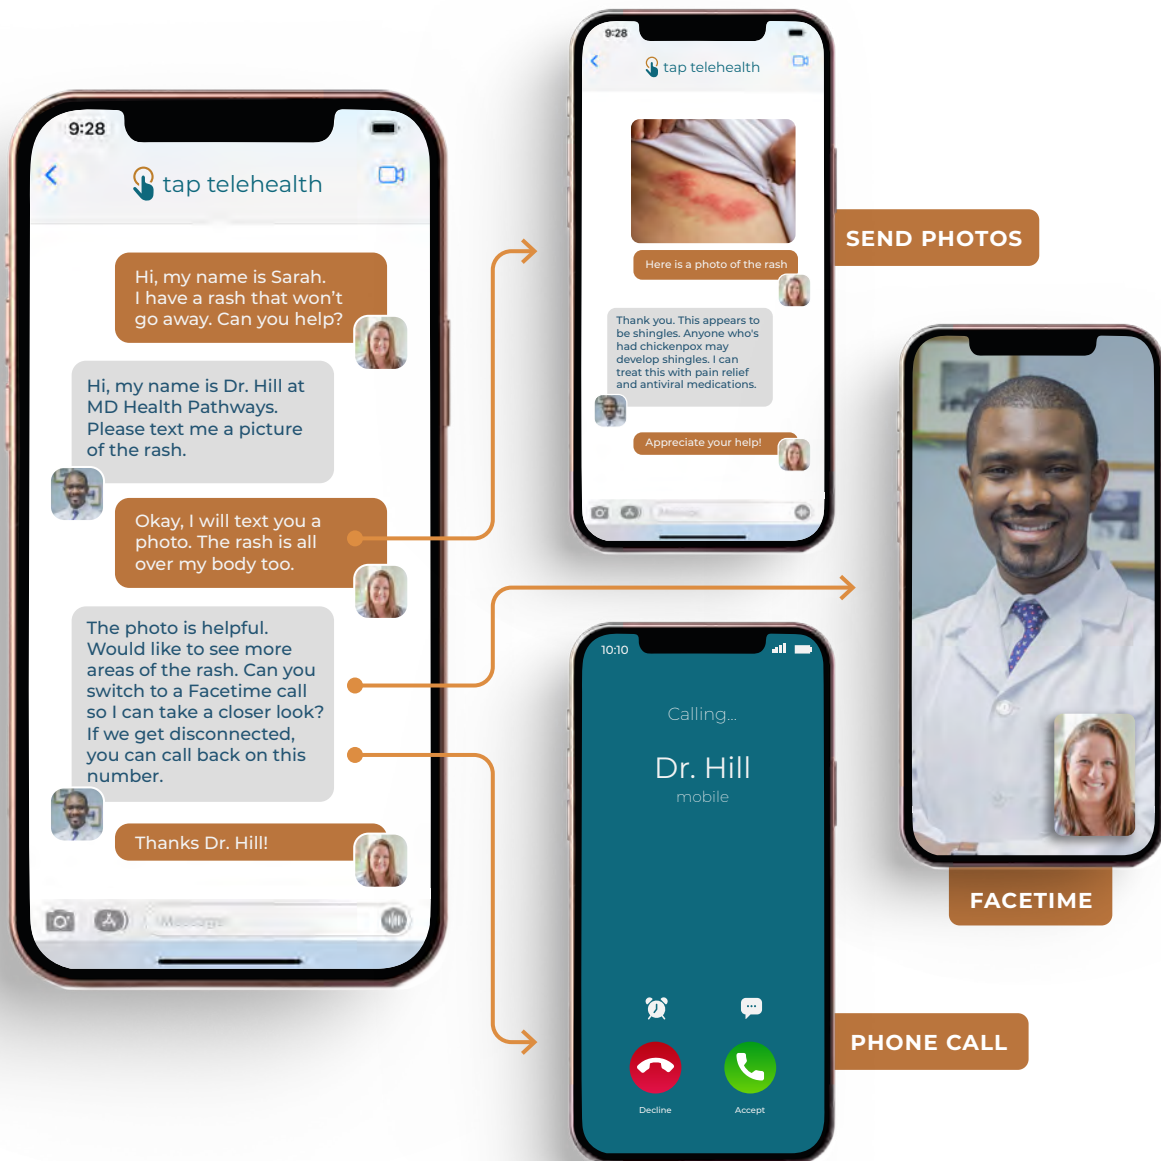 9:28
tap telehealth
Hi, my name is Sarah.
I have a rash that won't
go away. Can you help?
Hi, my name is Dr. Hill at
MD Health Pathways.
Please text me a picture
of the rash.
Okay, I will text you a
photo. The rash is all
over my body too.
The photo is helpful.
Would like to see more
areas of the rash. Can you
switch to a Facetime call
so I can take a closer look?
If we get disconnected,
you can call back on this
number.
Thanks Dr. Hill!
Message
9:28
tap telehealth
Here is a photo of the rash
Thank you. This appears to
be shingles. Anyone who's
had chickenpox may
develop shingles. I can
treat this with pain relief
and antiviral medications.
Appreciate your help!
Message
SEND PHOTOS
FACETIME
10:10
Calling...
Dr. Hill
mobile
Decline
Accept
PHONE CALL